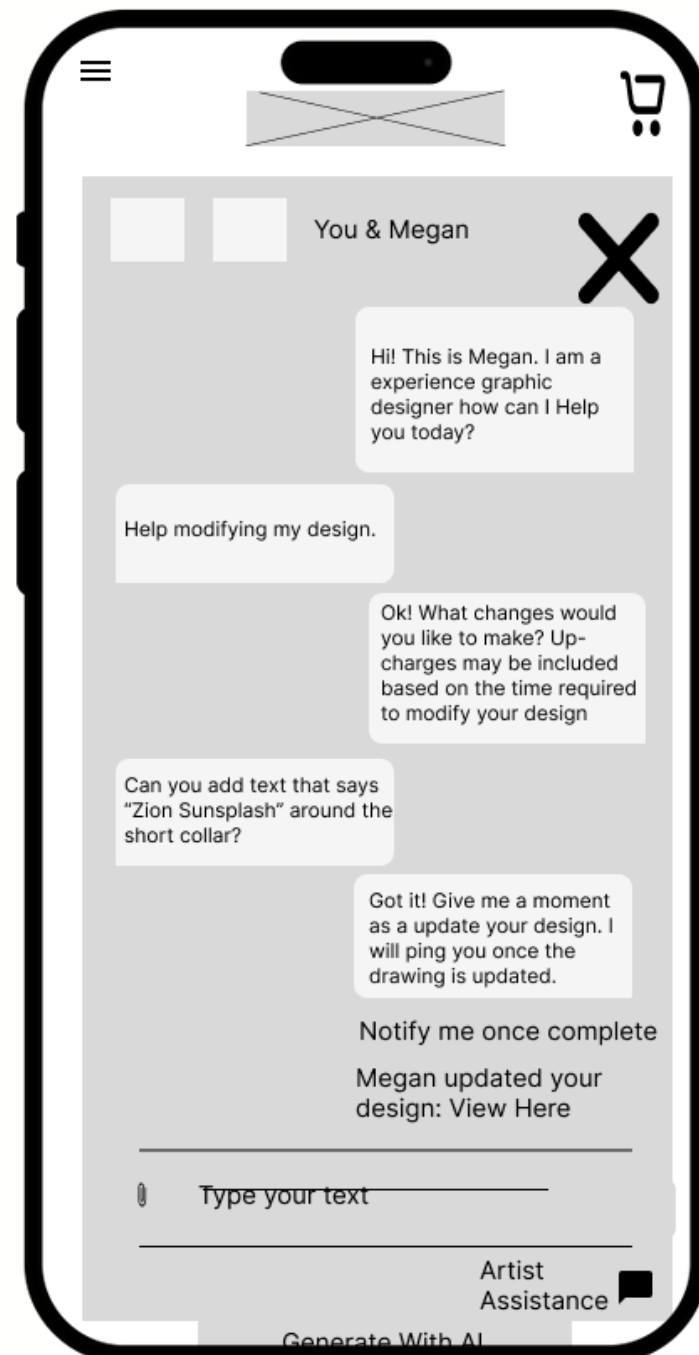 You & Megan
Hi! This is Megan. I am a
experience graphic
designer how can I Help
you today?
Help modifying my design.
Ok! What changes would
you like to make? Up-
charges may be included
based on the time required
to modify your design
Can you add text that says
“Zion Sunsplash” around the
short collar?
Got it! Give me a moment
as a update your design. I
will ping you once the
drawing is updated.
Notify me once complete
Megan updated your
design: View Here
Type your text
Artist
Assistance
Generate With AI